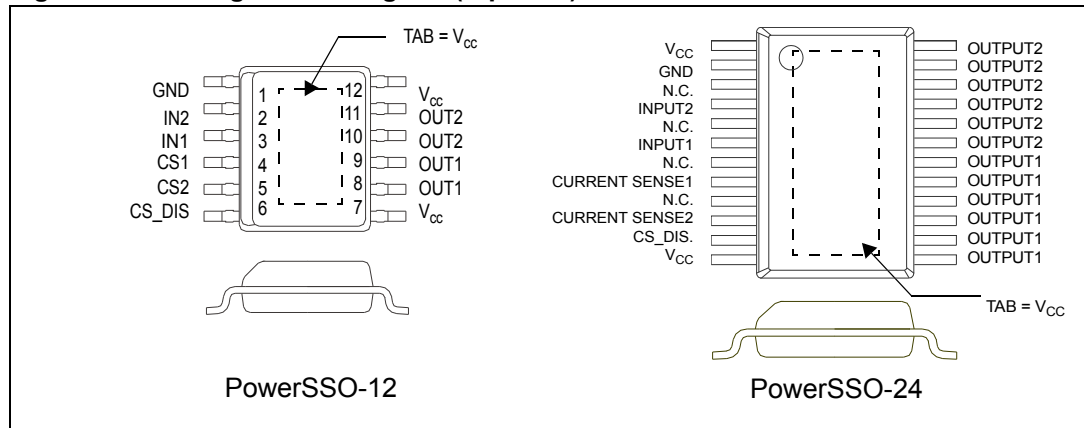 TAB = Vcc
GND
IN2
IN1
CS1
CS2
CS_DIS
1
2
3
4
5
6
12
11
10
9
8
7
Vcc
OUT2
OUT2
OUT1
OUT1
Vcc
PowerSSO-12
VCC
GND
N.C.
INPUT2
N.C.
INPUT1
N.C.
CURRENT SENSE1
N.C.
CURRENT SENSE2
CS_DIS.
VCC
OUTPUT2
OUTPUT2
OUTPUT2
OUTPUT2
OUTPUT2
OUTPUT2
OUTPUT1
OUTPUT1
OUTPUT1
OUTPUT1
OUTPUT1
OUTPUT1
TAB = VCC
PowerSSO-24